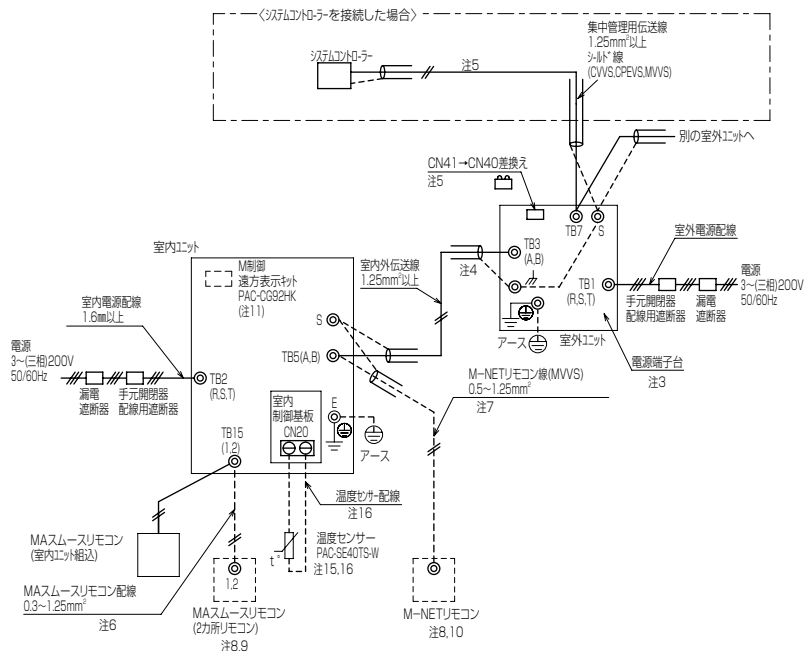 〈システムコントローラーを接続した場合〉
システムコントローラー
注5
集中管理用伝送線
1.25mm²以上
シールド線
(CVVS,CPEVS,MVVS)
別の室外ユニットへ
CN41→CN40差換え
注5
TB7
S
TB3
(A,B)
注4
室外電源配線
TB1
(R,S,T)
手元開閉器
配線用遮断器
漏電
遮断器
電源
3~(三相)200V
50/60Hz
アース
室外ユニット
電源端子台
注3
室内ユニット
M制御
遠方表示キット
PAC-CG92HK
(注11)
室内外伝送線
1.25mm²以上
S
TB5(A,B)
室内電源配線
1.6mm以上
電源
3~(三相)200V
50/60Hz
漏電
遮断器
手元開閉器
配線用遮断器
TB2
(R,S,T)
室内
制御基板
CN20
E
アース
TB15
(1,2)
M-NETリモコン線(MVVS)
0.5~1.25mm²
注7
温度センサー配線
注16
MAスムースリモコン
(室内ユニット組込)
t°
温度センサー
PAC-SE40TS-W
注15,16
MAスムースリモコン配線
0.3~1.25mm²
注6
1,2
MAスムースリモコン
(2カ所リモコン)
注8,9
M-NETリモコン
注8,10